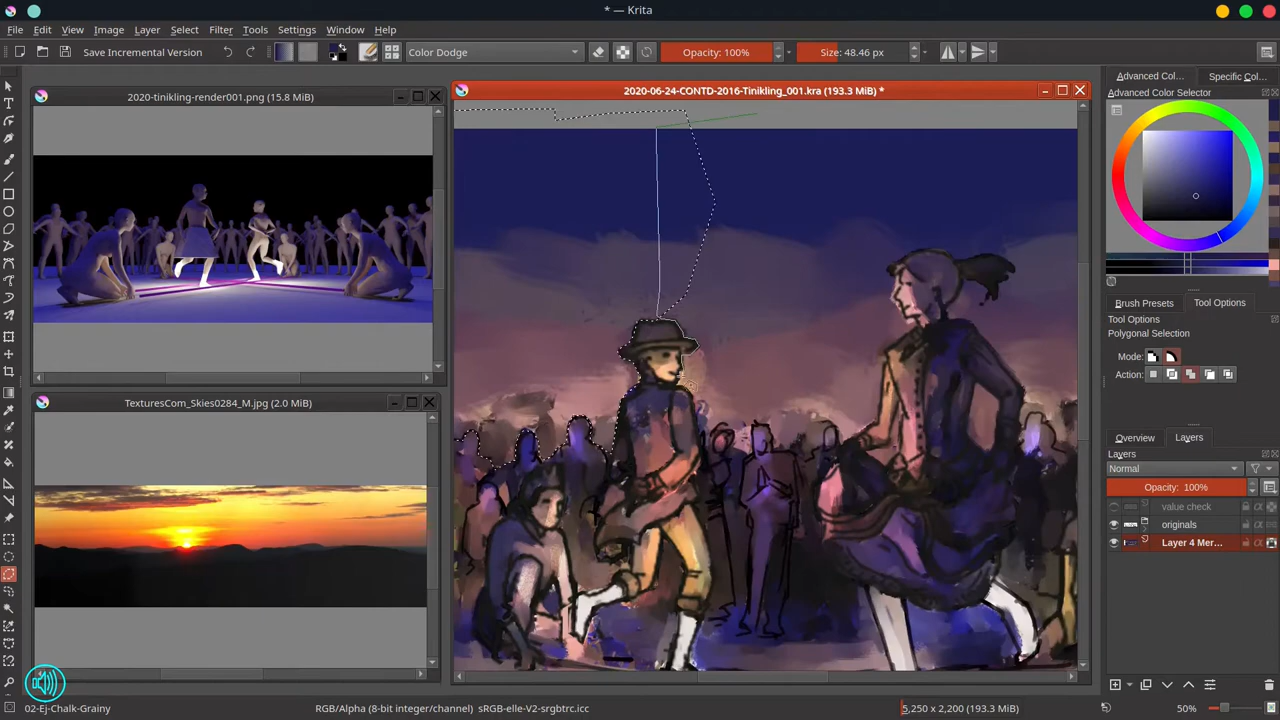 * — Krita
File Edit View Image Layer Select Filter Tools Settings Window Help
Save Incremental Version Color Dodge Opacity: 100% Size: 48.46 px
2020-tinikling-render001.png (15.8 MiB)
2020-06-24-CONTD-2016-Tinikling_001.kra (193.3 MiB) *
TexturesCom_Skies0284_M.jpg (2.0 MiB)
Advanced Col... Specific Col...
Advanced Color Selector
Brush Presets Tool Options
Tool Options
Polygonal Selection
Mode:
Action:
Overview Layers
Layers
Normal
Opacity: 100%
value check
originals
Layer 4 Mer...
02-Ej-Chalk-Grainy RGB/Alpha (8-bit integer/channel) sRGB-elle-V2-srgbtrc.icc 5,250 x 2,200 (193.3 MiB) 50%